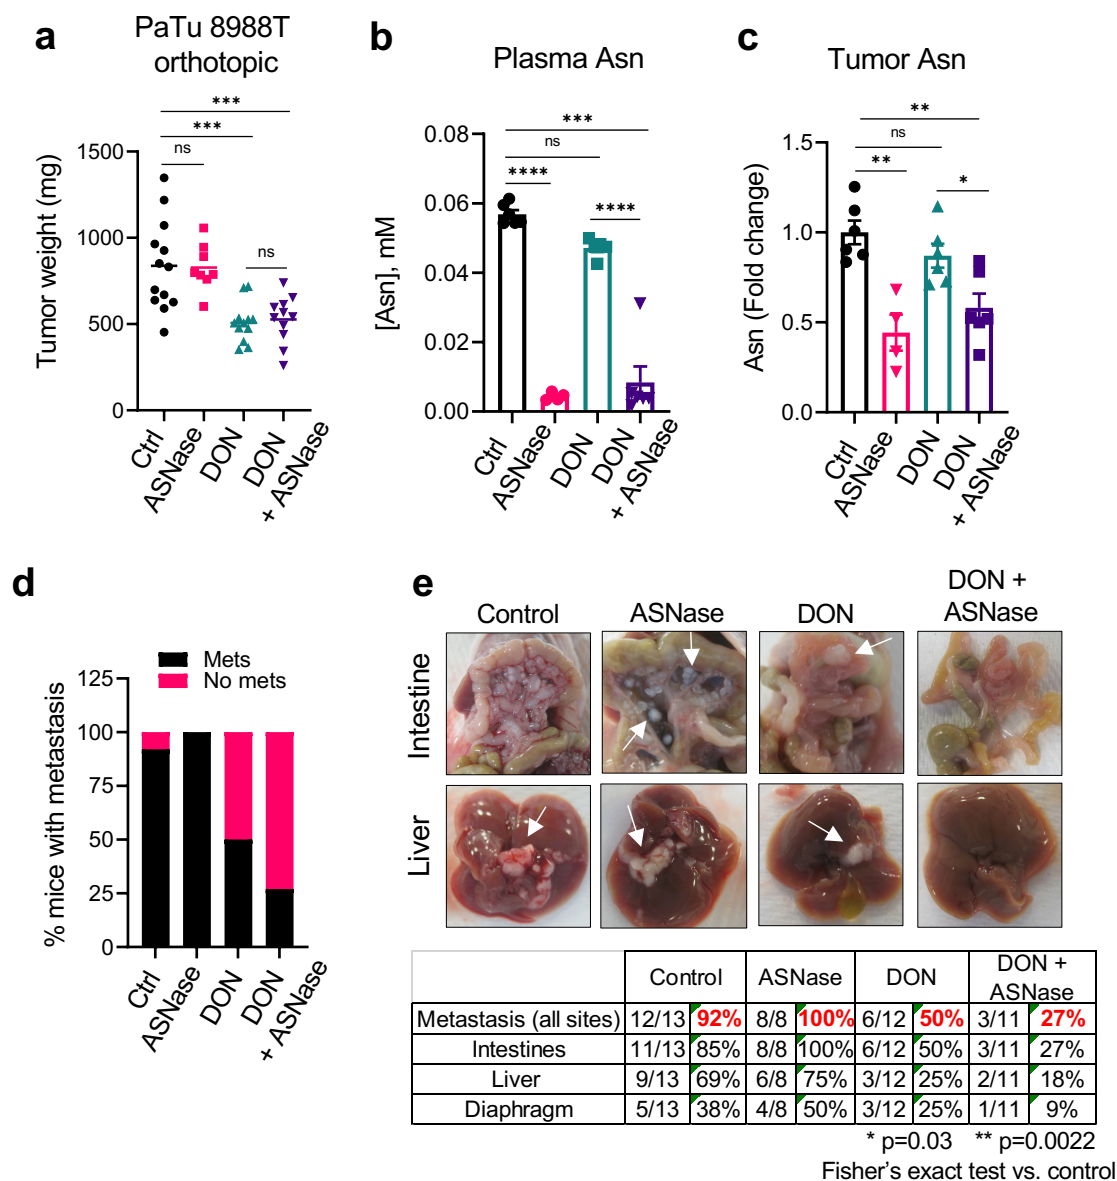 a
PaTu 8988T
orthotopic
***
***
ns
ns
Tumor weight (mg)
1500
1000
500
0
Ctrl
ASNase
DON
DON
+ ASNase
b
Plasma Asn
***
ns
****
****
[Asn], mM
0.08
0.06
0.04
0.02
0.00
Ctrl
ASNase
DON
DON
+ ASNase
c
Tumor Asn
**
ns
**
*
Asn (Fold change)
1.5
1.0
0.5
0.0
Ctrl
ASNase
DON
DON
+ ASNase
d
Mets
No mets
% mice with metastasis
125
100
75
50
25
0
Ctrl
ASNase
DON
DON
+ ASNase
e
Control ASNase DON DON +
ASNase
Intestine
Liver
Control ASNase DON DON +
ASNase
Metastasis (all sites) 12/13 92% 8/8 100% 6/12 50% 3/11 27%
Intestines 11/13 85% 8/8 100% 6/12 50% 3/11 27%
Liver 9/13 69% 6/8 75% 3/12 25% 2/11 18%
Diaphragm 5/13 38% 4/8 50% 3/12 25% 1/11 9%
* p=0.03 ** p=0.0022
Fisher's exact test vs. control